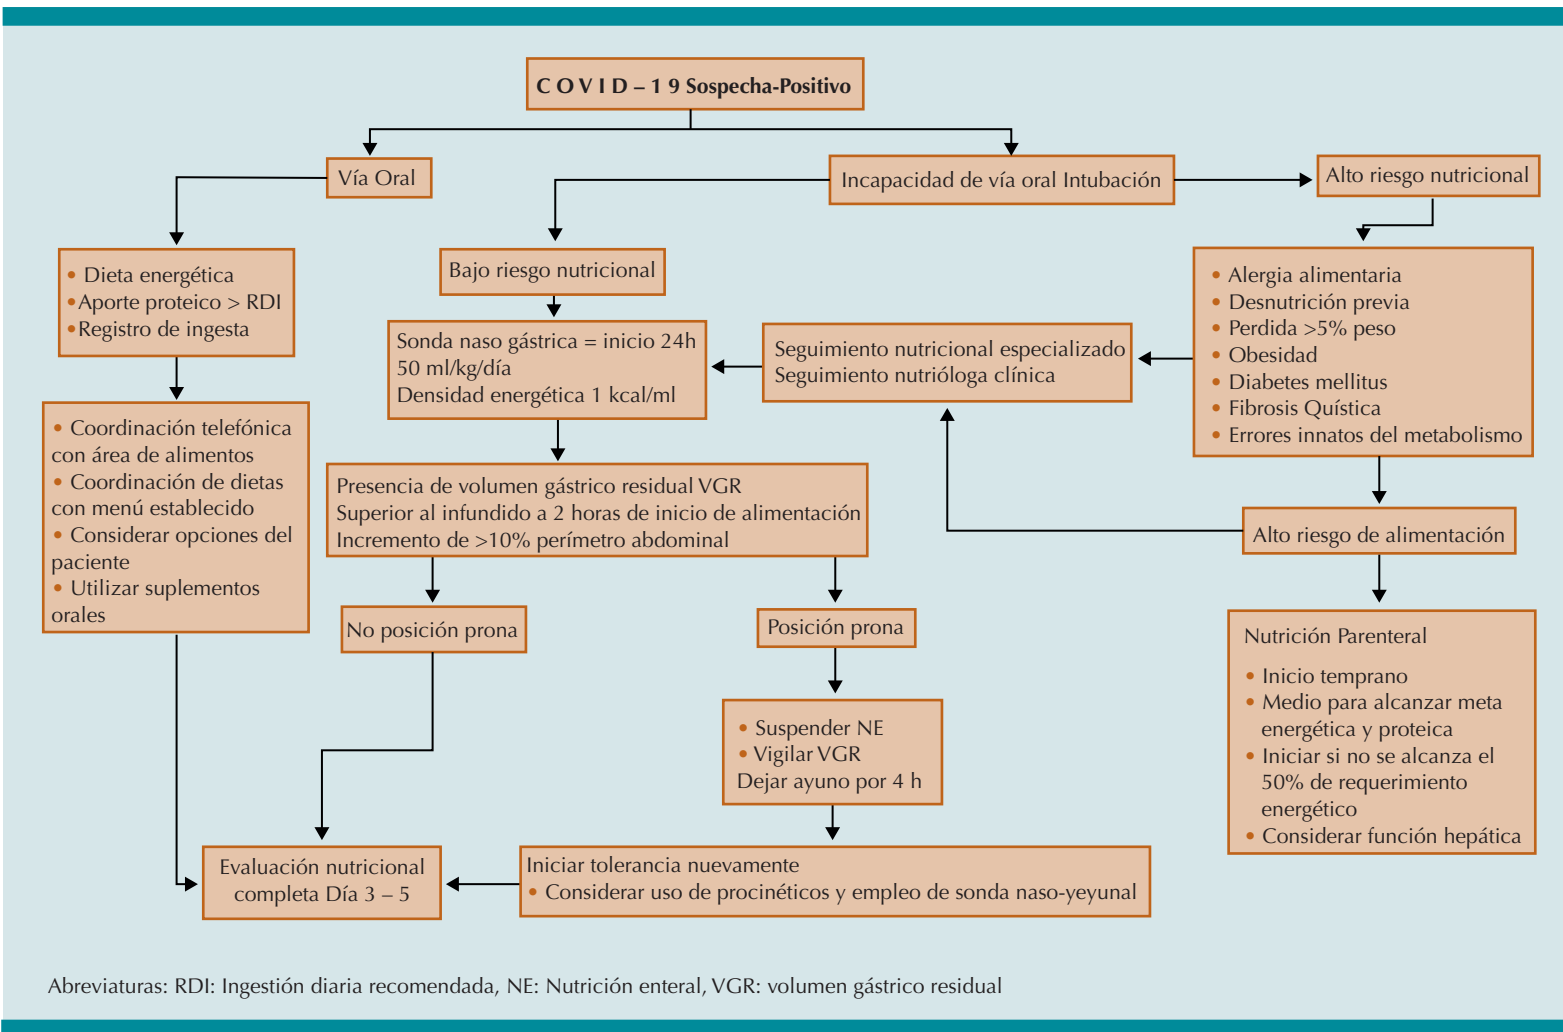 C O V I D – 1 9 Sospecha-Positivo
Vía Oral
Incapacidad de vía oral Intubación
Alto riesgo nutricional
• Dieta energética
•Aporte proteico > RDI
• Registro de ingesta
Bajo riesgo nutricional
• Alergia alimentaria
• Desnutrición previa
• Perdida >5% peso
• Obesidad
• Diabetes mellitus
• Fibrosis Quística
• Errores innatos del metabolismo
Sonda naso gástrica = inicio 24h
50 ml/kg/día
Densidad energética 1 kcal/ml
Seguimiento nutricional especializado
Seguimiento nutrióloga clínica
• Coordinación telefónica
con área de alimentos
• Coordinación de dietas
con menú establecido
• Considerar opciones del
paciente
• Utilizar suplementos
orales
Presencia de volumen gástrico residual VGR
Superior al infundido a 2 horas de inicio de alimentación
Incremento de >10% perímetro abdominal
Alto riesgo de alimentación
No posición prona
Posición prona
Nutrición Parenteral
• Inicio temprano
• Medio para alcanzar meta
energética y proteica
• Iniciar si no se alcanza el
50% de requerimiento
energético
• Considerar función hepática
• Suspender NE
• Vigilar VGR
Dejar ayuno por 4 h
Evaluación nutricional
completa Día 3 – 5
Iniciar tolerancia nuevamente
• Considerar uso de procinéticos y empleo de sonda naso-yeyunal
Abreviaturas: RDI: Ingestión diaria recomendada, NE: Nutrición enteral, VGR: volumen gástrico residual